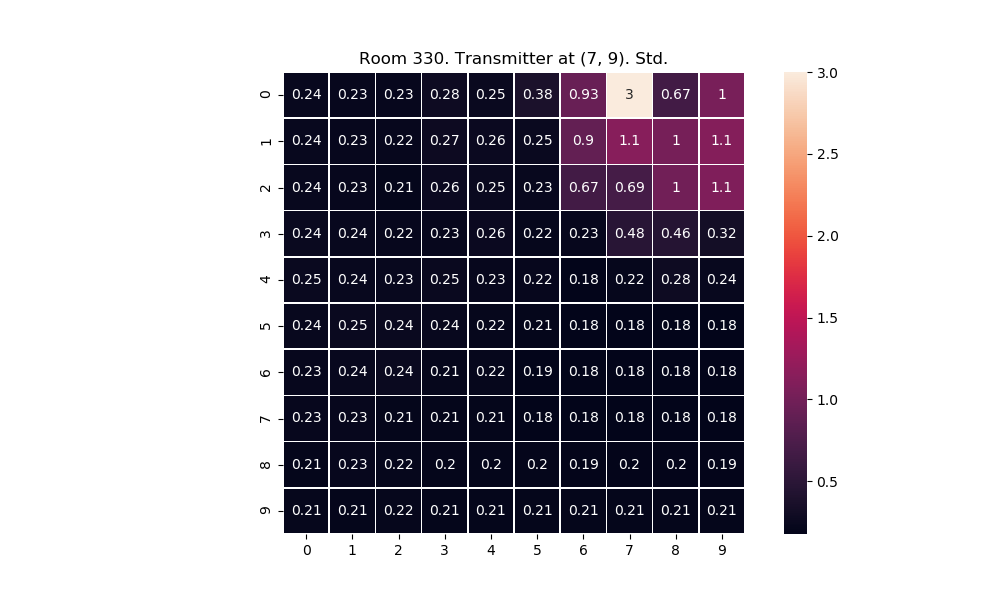 Room 330. Transmitter at (7, 9). Std.
0 0.24 0.23 0.23 0.28 0.25 0.38 0.93 3 0.67 1
1 0.24 0.23 0.22 0.27 0.26 0.25 0.9 1.1 1 1.1
2 0.24 0.23 0.21 0.26 0.25 0.23 0.67 0.69 1 1.1
3 0.24 0.24 0.22 0.23 0.26 0.22 0.23 0.48 0.46 0.32
4 0.25 0.24 0.23 0.25 0.23 0.22 0.18 0.22 0.28 0.24
5 0.24 0.25 0.24 0.24 0.22 0.21 0.18 0.18 0.18 0.18
6 0.23 0.24 0.24 0.21 0.22 0.19 0.18 0.18 0.18 0.18
7 0.23 0.23 0.21 0.21 0.21 0.18 0.18 0.18 0.18 0.18
8 0.21 0.23 0.22 0.2 0.2 0.2 0.19 0.2 0.2 0.19
9 0.21 0.21 0.22 0.21 0.21 0.21 0.21 0.21 0.21 0.21
0 1 2 3 4 5 6 7 8 9
3.0
2.5
2.0
1.5
1.0
0.5